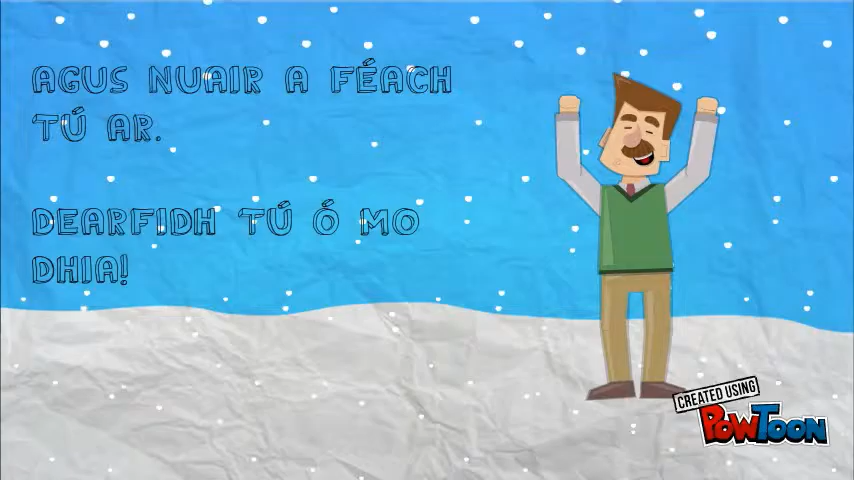 AGUS NUAIR A FÉACH
TÚ AR.
DEARFIDH TÚ Ó MO
DHIA!
CREATED USING
POWTOON